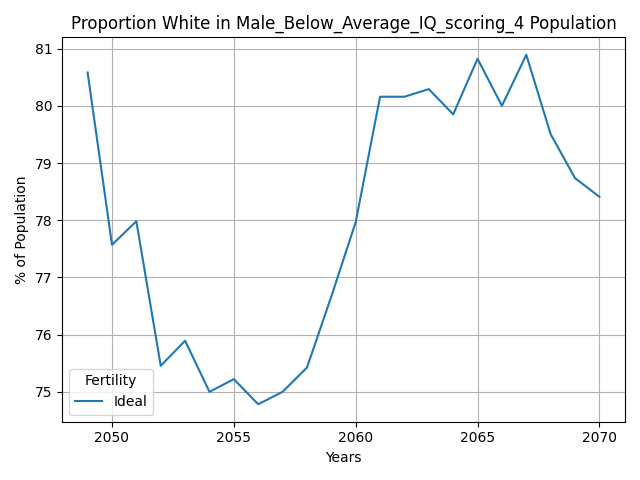 Proportion White in Male_Below_Average_IQ_scoring_4 Population
% of Population
81
80
79
78
77
76
75
Fertility
Ideal
2050 2055 2060 2065 2070
Years